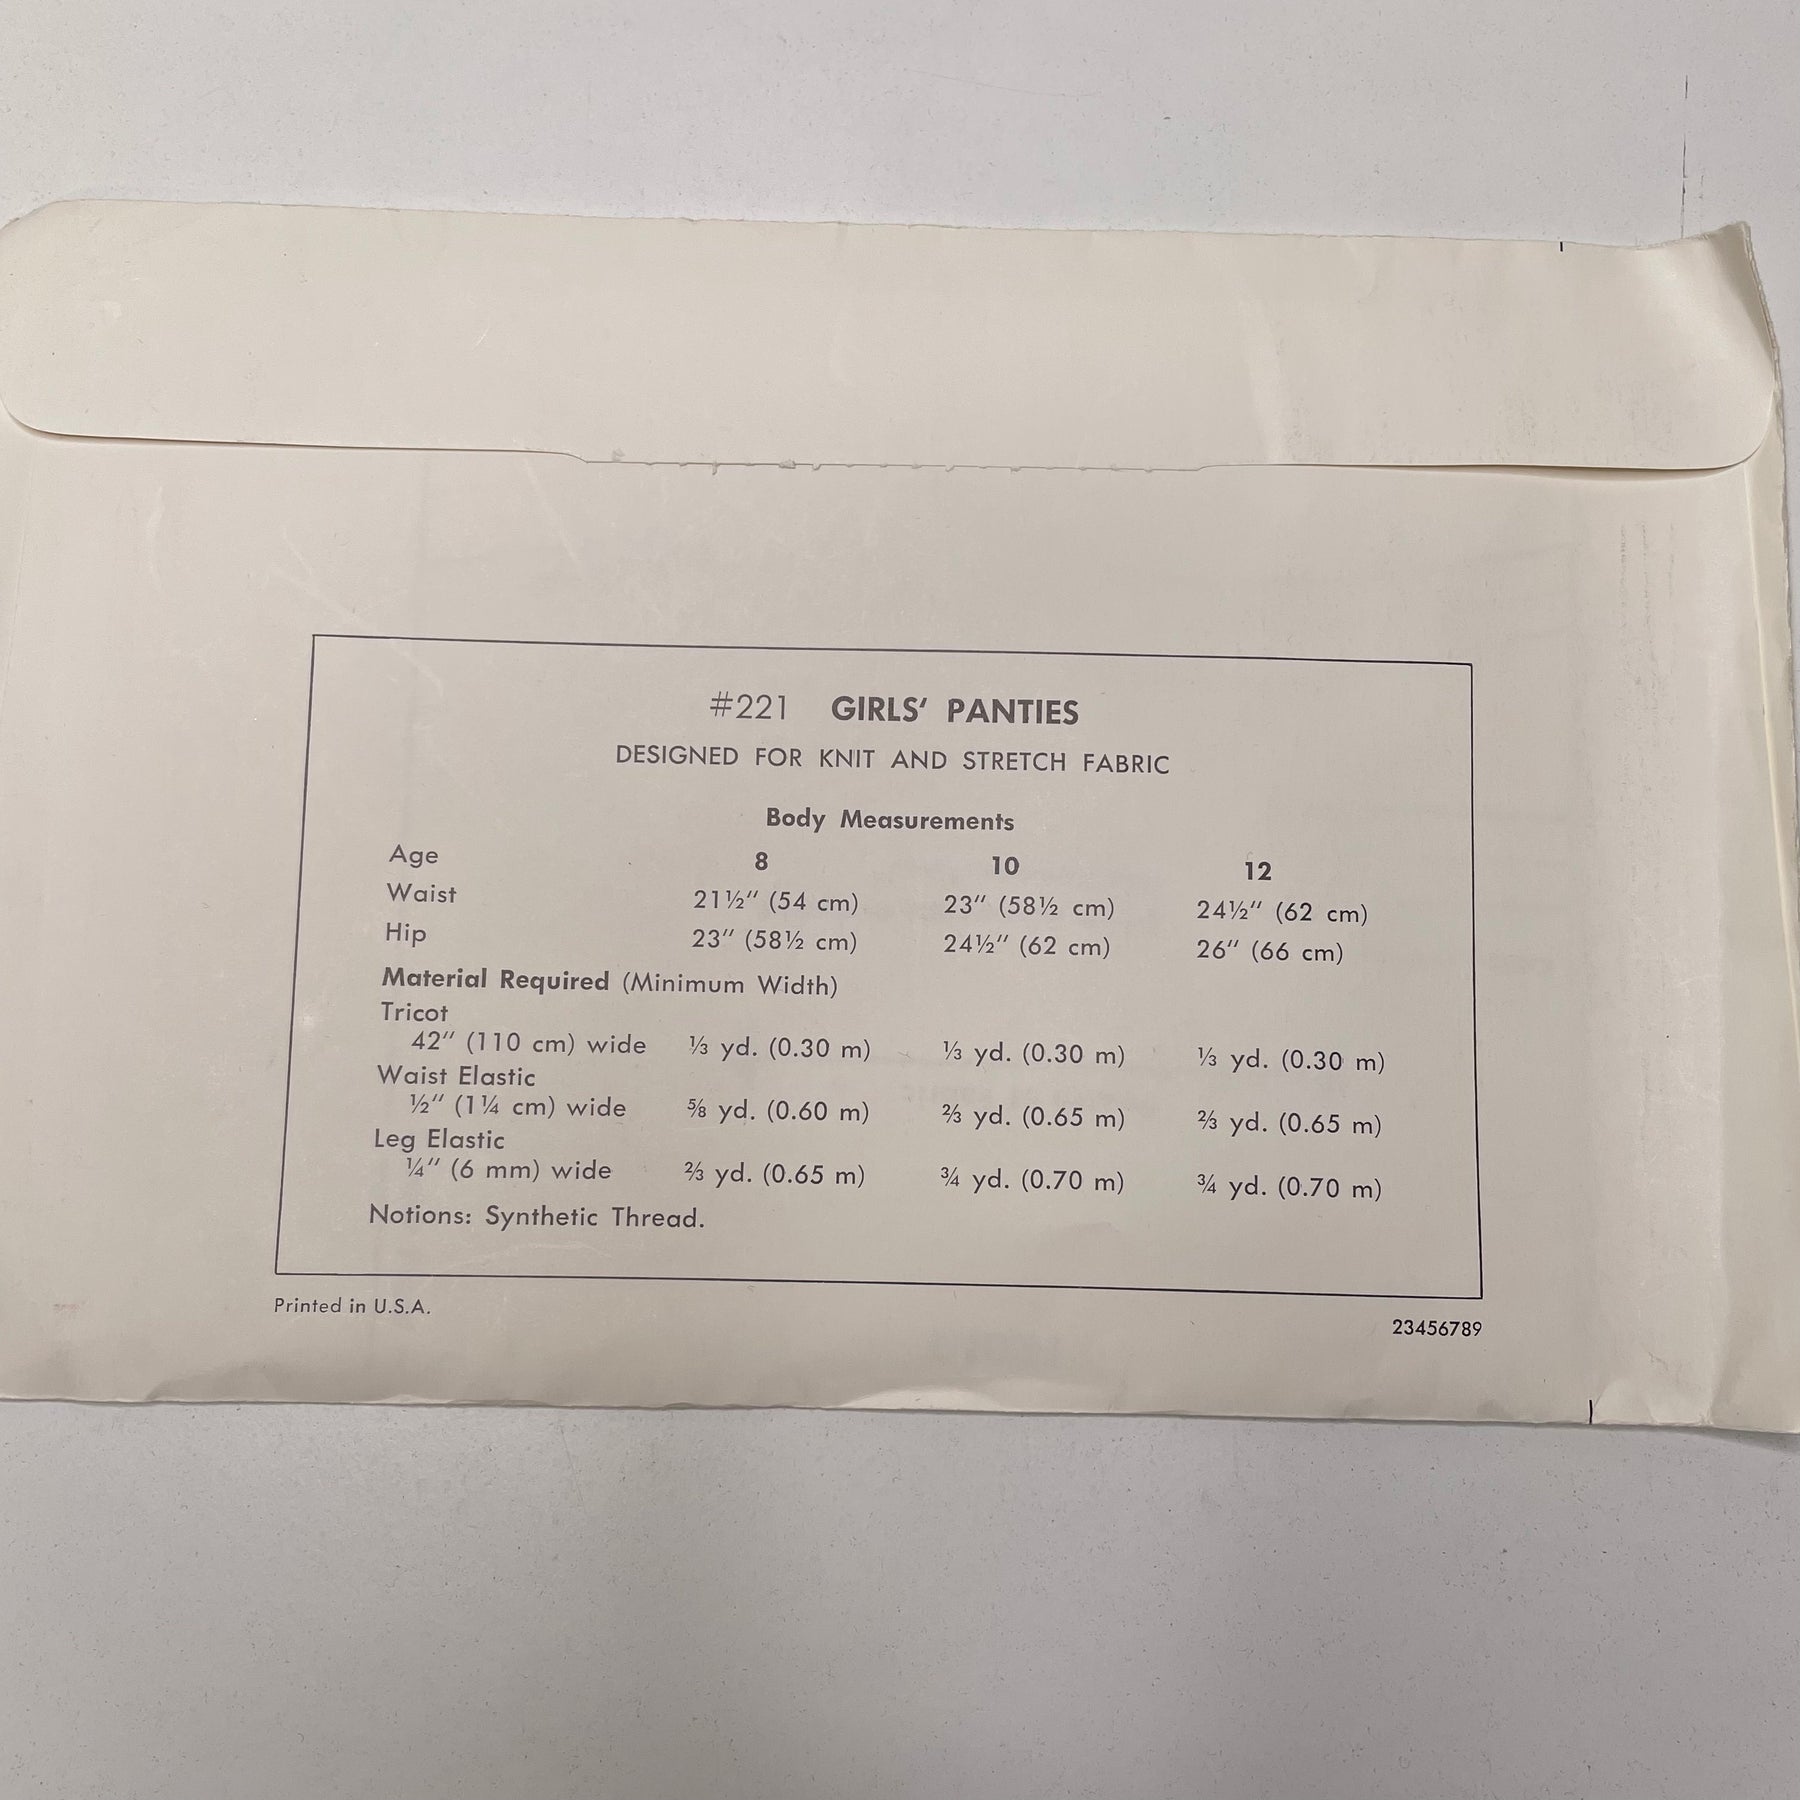 #221 GIRLS' PANTIES
DESIGNED FOR KNIT AND STRETCH FABRIC
Body Measurements
Age 8 10 12
Waist 21½" (54 cm) 23" (58½ cm) 24½" (62 cm)
Hip 23" (58½ cm) 24½" (62 cm) 26" (66 cm)
Material Required (Minimum Width)
Tricot
42" (110 cm) wide ⅓ yd. (0.30 m) ⅓ yd. (0.30 m) ⅓ yd. (0.30 m)
Waist Elastic
½" (1¼ cm) wide ⅝ yd. (0.60 m) ⅔ yd. (0.65 m) ⅔ yd. (0.65 m)
Leg Elastic
¼" (6 mm) wide ⅔ yd. (0.65 m) ¾ yd. (0.70 m) ¾ yd. (0.70 m)
Notions: Synthetic Thread.
Printed in U.S.A.
23456789